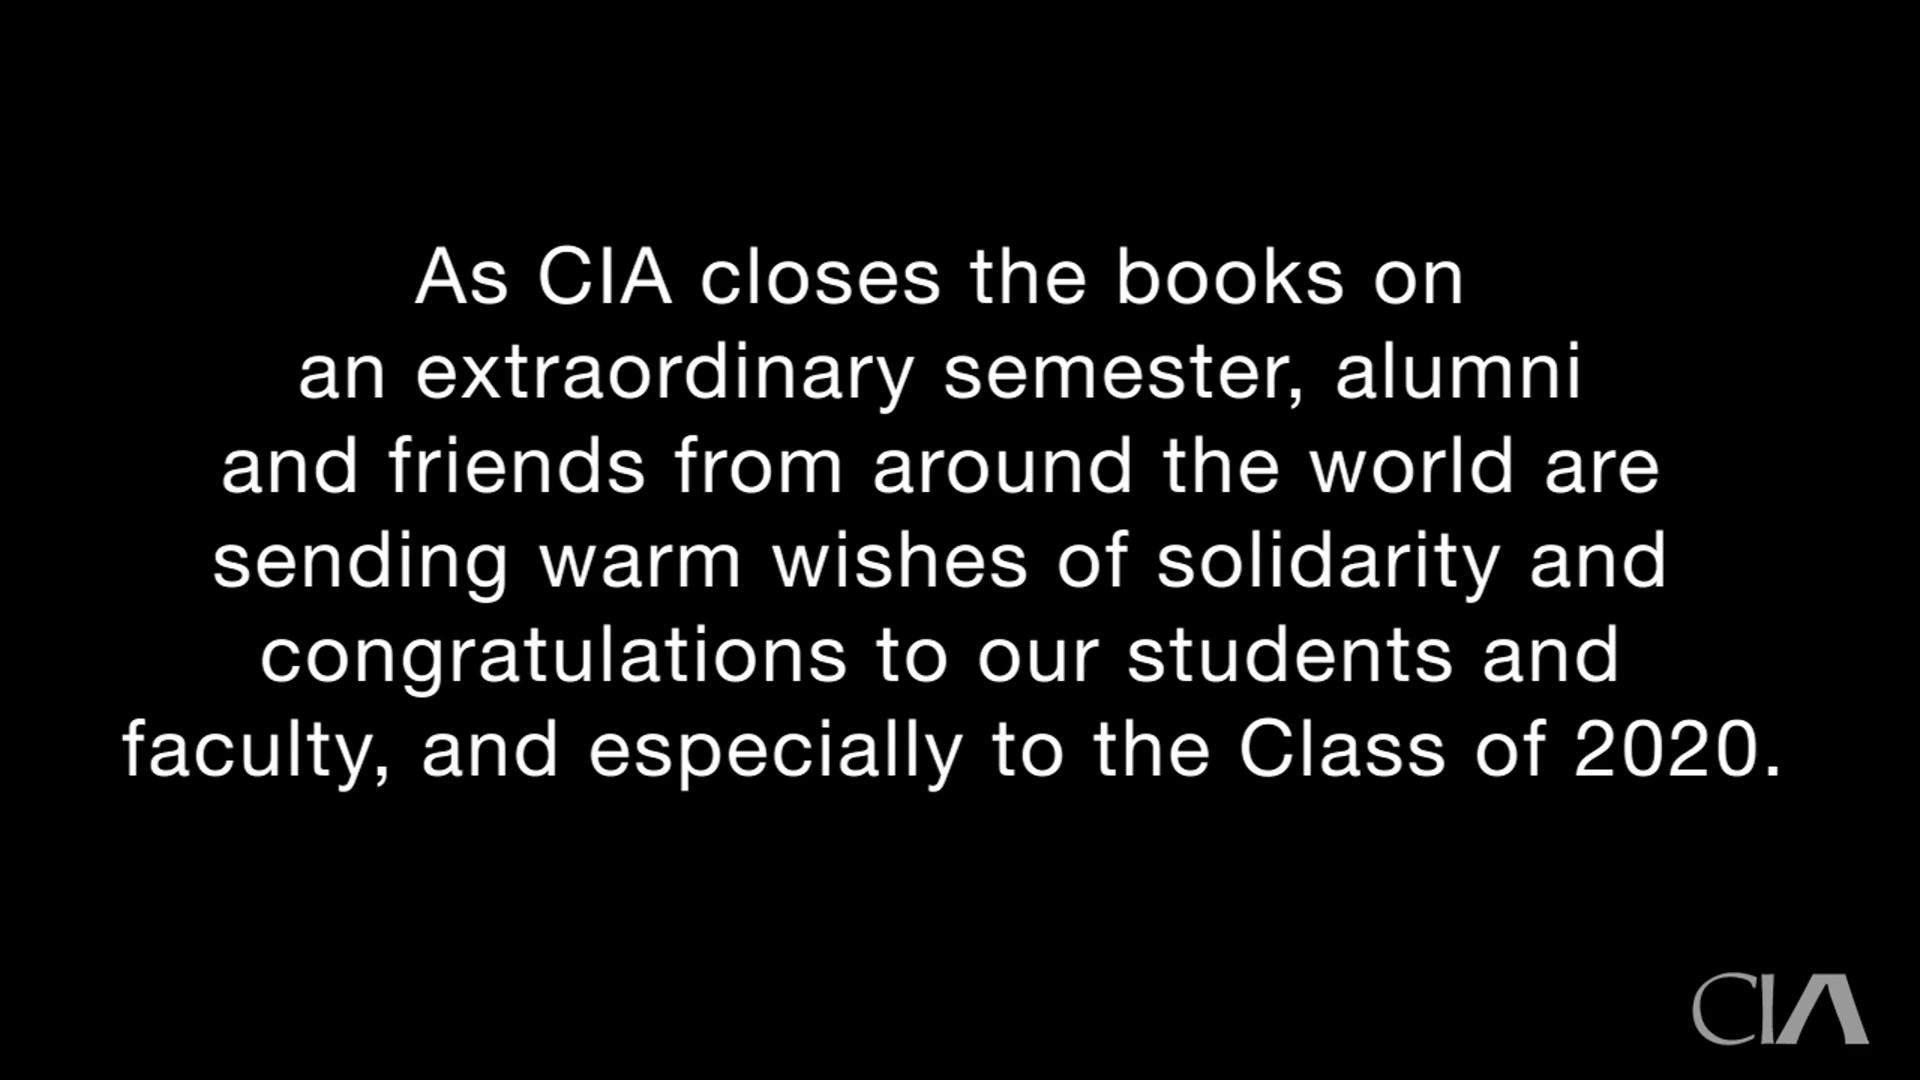 As CIA closes the books on
an extraordinary semester, alumni
and friends from around the world are
sending warm wishes of solidarity and
congratulations to our students and
faculty, and especially to the Class of 2020.
CIA